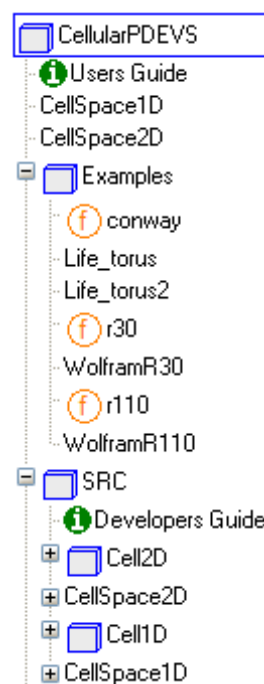 CellularPDEVS
i Users Guide
CellSpace1D
CellSpace2D
Examples
f conway
Life_torus
Life_torus2
f r30
WolframR30
f r110
WolframR110
SRC
i Developers Guide
Cell2D
CellSpace2D
Cell1D
CellSpace1D